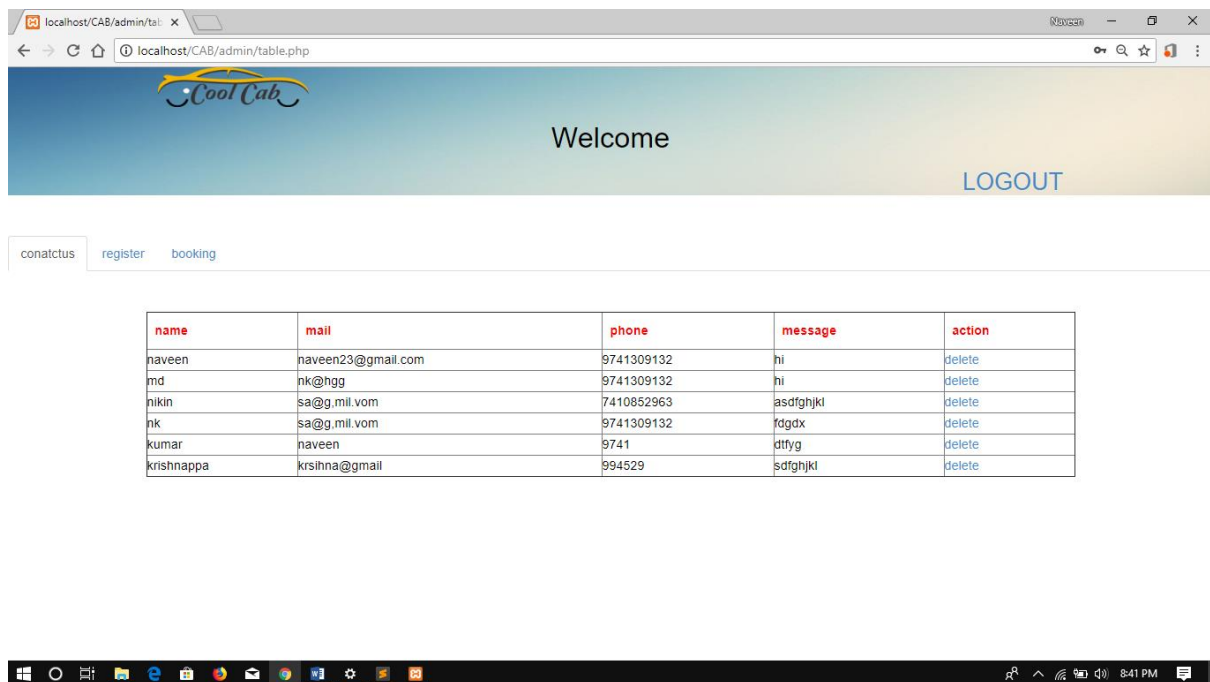 localhost/CAB/admin/tab
Naveen
localhost/CAB/admin/table.php
Cool Cab
Welcome
LOGOUT
conatctus register booking
name mail phone message action
naveen naveen23@gmail.com 9741309132 hi delete
md nk@hgg 9741309132 hi delete
nikin sa@g,mil.vom 7410852963 asdfghjkl delete
nk sa@g,mil.vom 9741309132 fdgdx delete
kumar naveen 9741 dtfyg delete
krishnappa krsihna@gmail 994529 sdfghjkl delete
8:41 PM